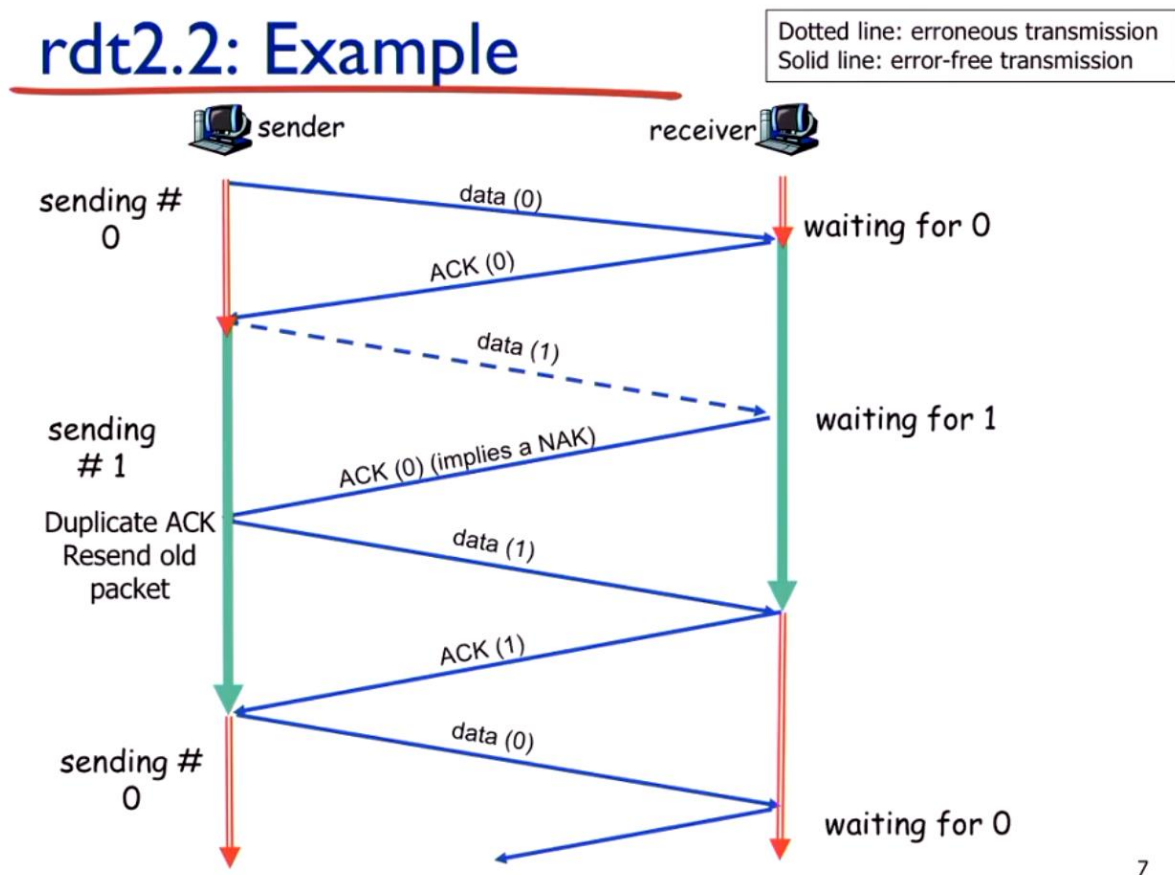 rdt2.2: Example
Dotted line: erroneous transmission
Solid line: error-free transmission
sender
receiver
sending #
0
data (0)
waiting for 0
ACK (0)
data (1)
sending
# 1
waiting for 1
ACK (0) (implies a NAK)
Duplicate ACK
Resend old
packet
data (1)
ACK (1)
data (0)
sending #
0
waiting for 0
7